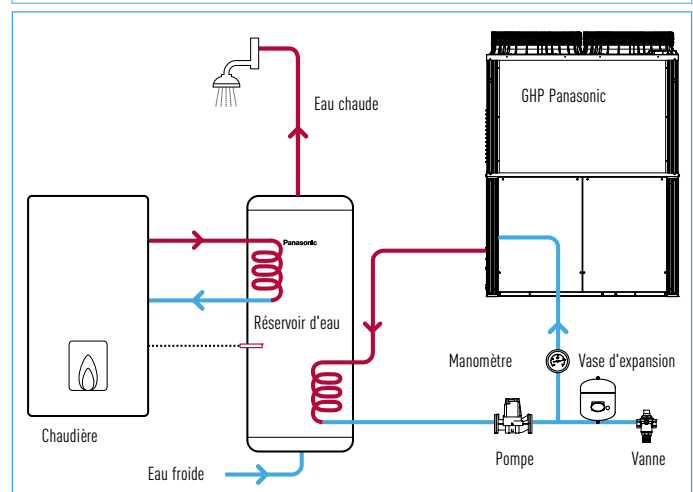 GHP Panasonic
Eau chaude
Panasonic
Réservoir d'eau
Manomètre
Vase d'expansion
Chaudière
Eau froide
Pompe
Vanne